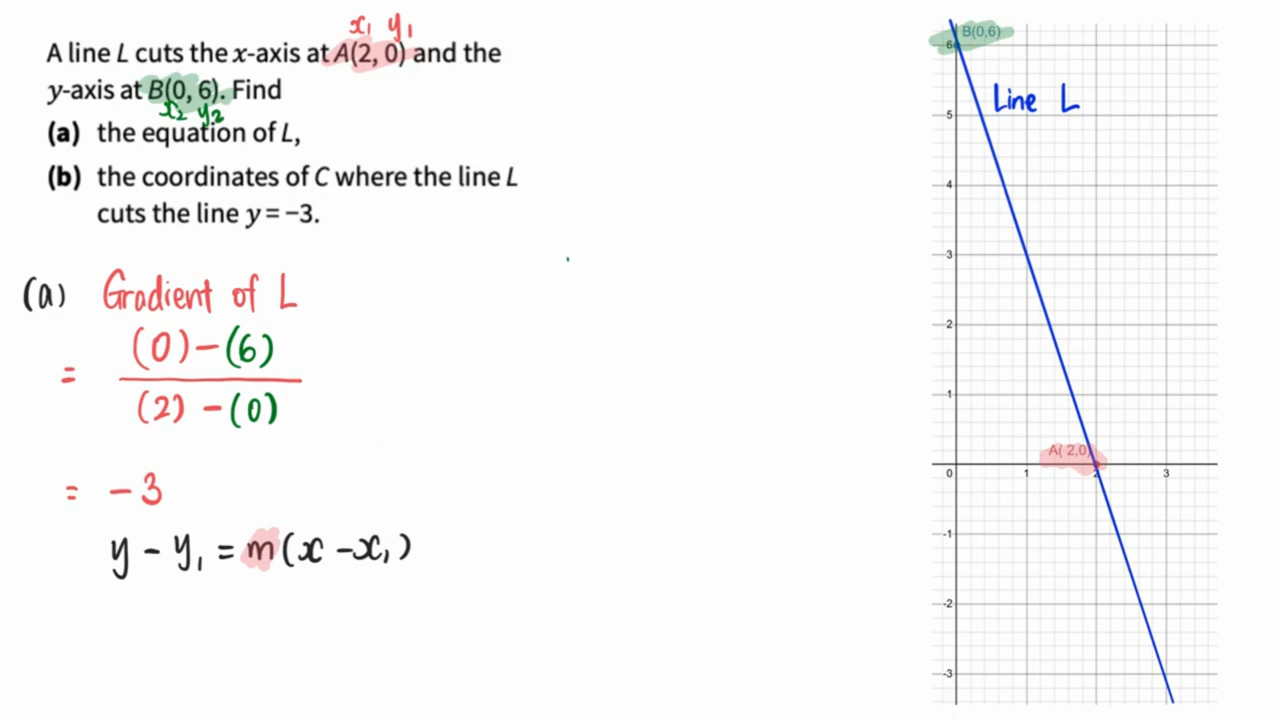 x₁ y₁
A line L cuts the x-axis at A(2, 0) and the
y-axis at B(0, 6). Find
x₂ y₂
(a) the equation of L,
(b) the coordinates of C where the line L
cuts the line y = −3.
(a) Gradient of L
= (0) − (6)
(2) − (0)
= − 3
y − y₁ = m(x − x₁)
B(0,6)
6
Line L
5
4
3
2
1
A( 2,0)
0 1 2 3
-1
-2
-3